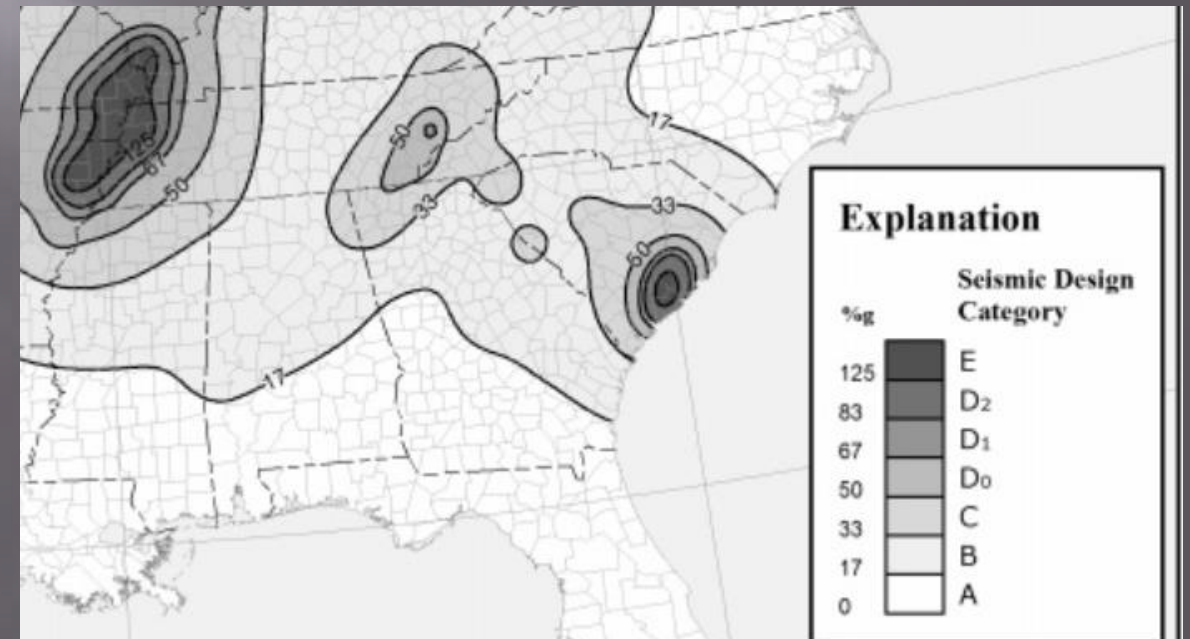 17
50
125
67
50
33
33
50
17
Explanation
Seismic Design
Category
%g
E
125
D₂
83
D₁
67
D₀
50
C
33
B
17
A
0